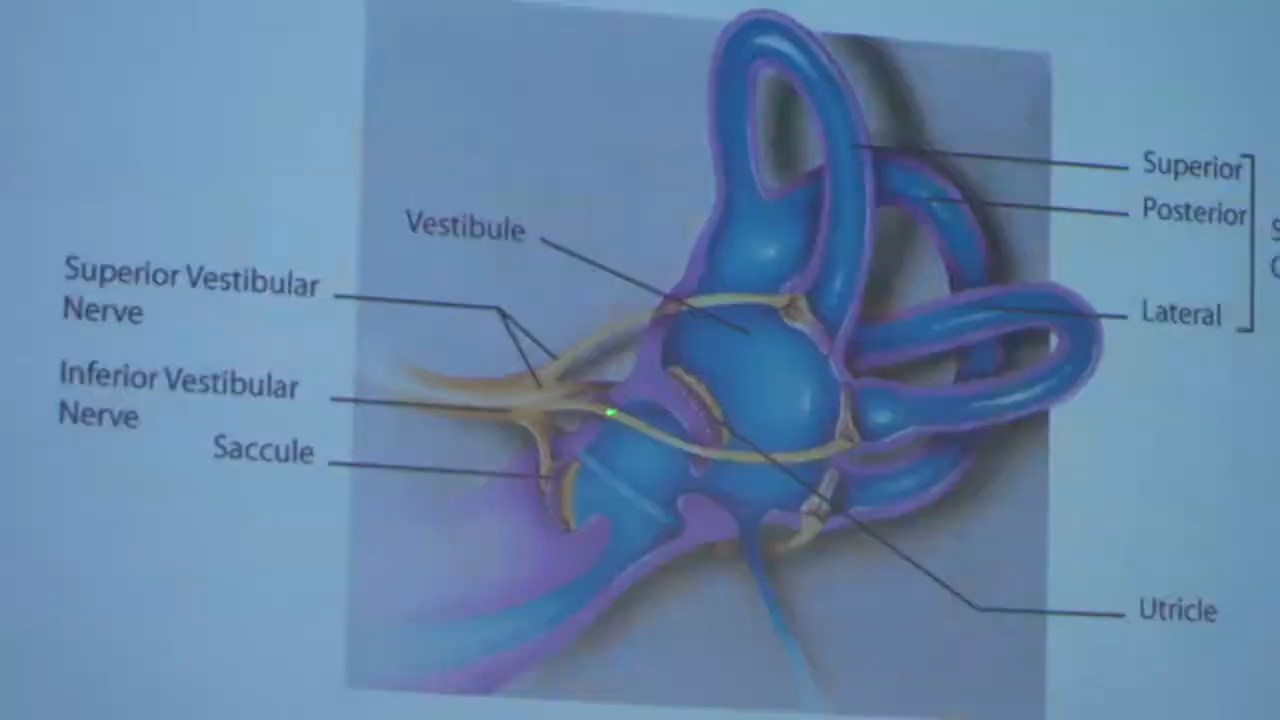 Superior
Posterior
Vestibule
Superior Vestibular
Nerve
Lateral
Inferior Vestibular
Nerve
Saccule
Utricle